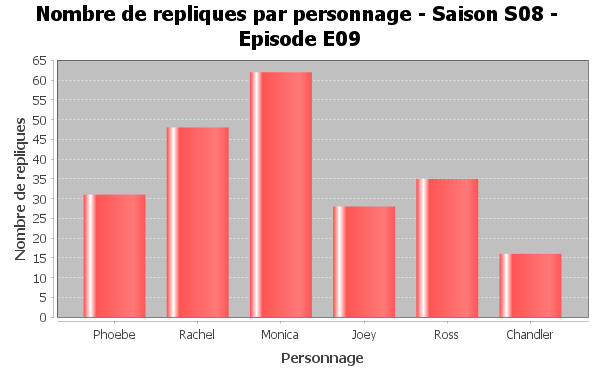 Nombre de repliques par personnage - Saison S08 -
Episode E09
Nombre de repliques
65
60
55
50
45
40
35
30
25
20
15
10
5
0
Phoebe Rachel Monica Joey Ross Chandler
Personnage